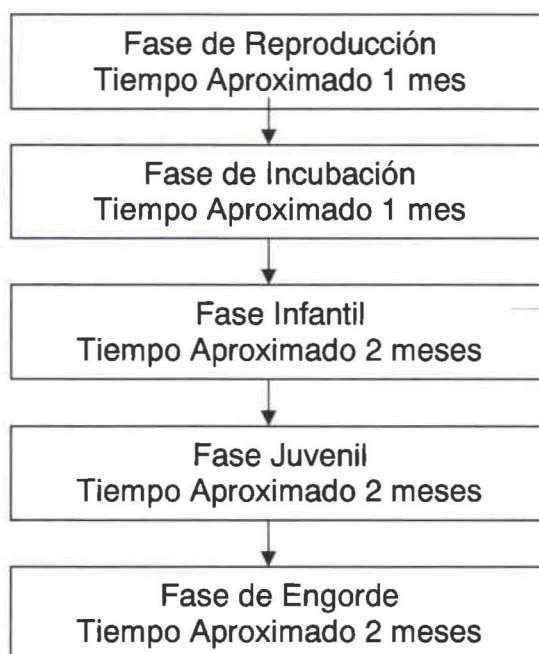 Fase de Reproducción
Tiempo Aproximado 1 mes
Fase de Incubación
Tiempo Aproximado 1 mes
Fase Infantil
Tiempo Aproximado 2 meses
Fase Juvenil
Tiempo Aproximado 2 meses
Fase de Engorde
Tiempo Aproximado 2 meses